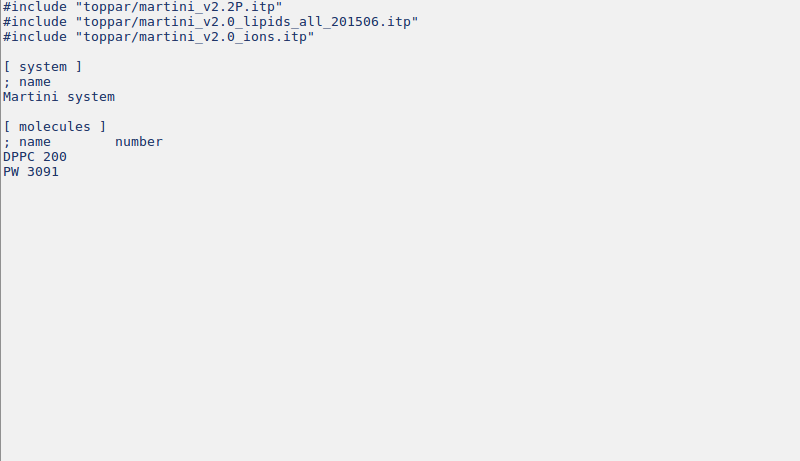 #include "toppar/martini_v2.2P.itp"
#include "toppar/martini_v2.0_lipids_all_201506.itp"
#include "toppar/martini_v2.0_ions.itp"

[ system ]
; name
Martini system

[ molecules ]
; name        number
DPPC 200
PW 3091